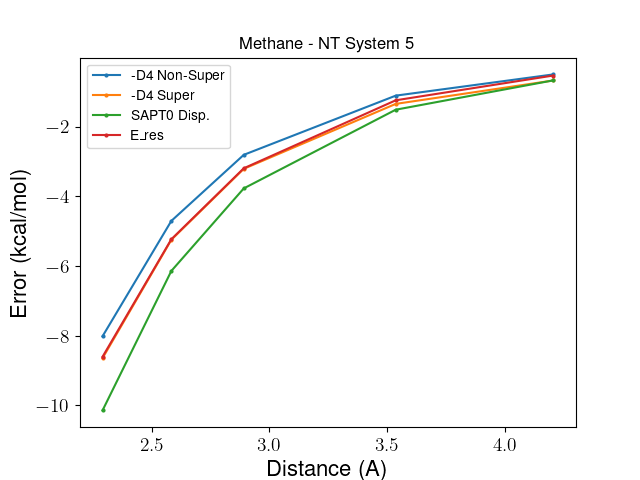 Methane - NT System 5
-D4 Non-Super
-D4 Super
SAPT0 Disp.
E_res
Error (kcal/mol)
−2
−4
−6
−8
−10
2.5 3.0 3.5 4.0
Distance (A)